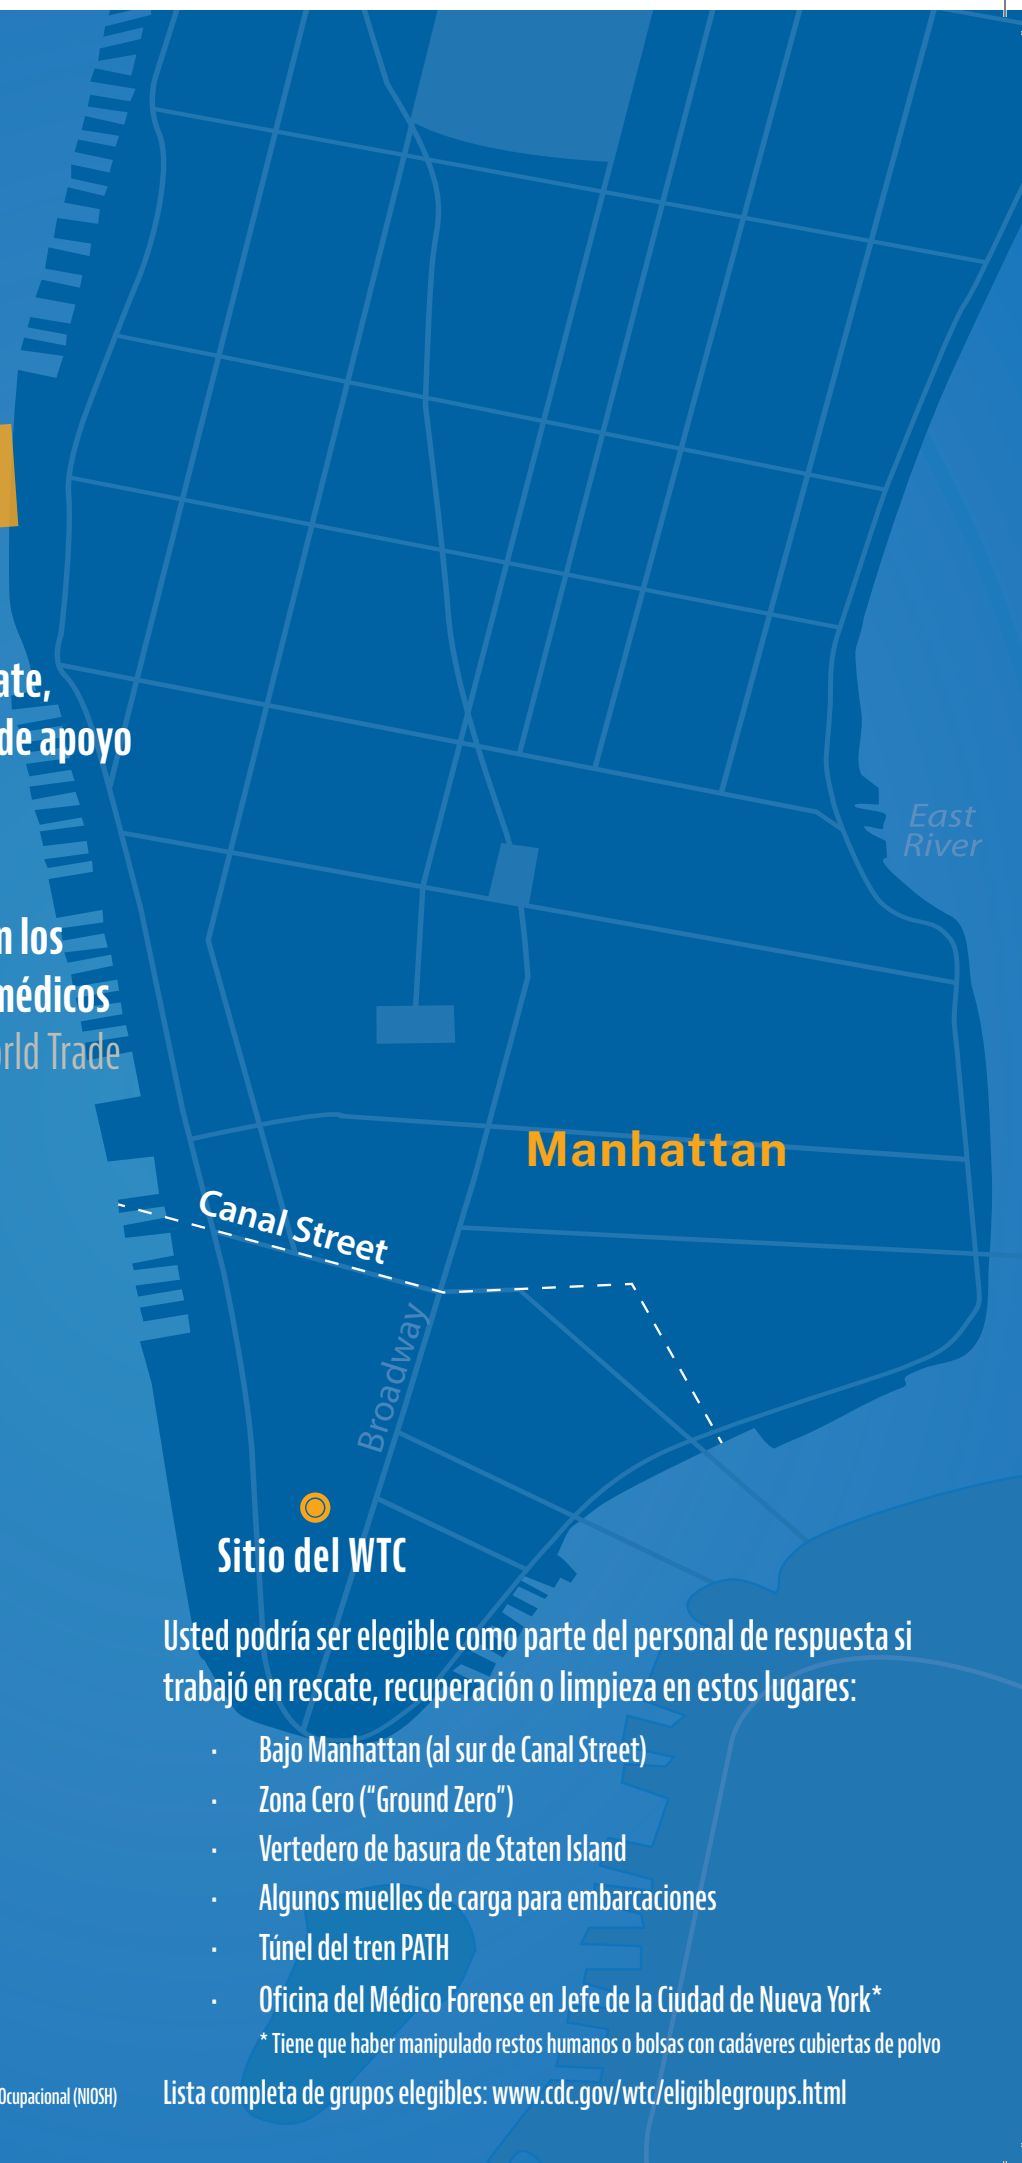 de apoyo
los
médicos
Trade
East
River
Manhattan
Canal Street
Broadway
Sitio del WTC
Usted podría ser elegible como parte del personal de respuesta si
trabajó en rescate, recuperación o limpieza en estos lugares:
· Bajo Manhattan (al sur de Canal Street)
· Zona Cero (“Ground Zero”)
· Vertedero de basura de Staten Island
· Algunos muelles de carga para embarcaciones
· Túnel del tren PATH
· Oficina del Médico Forense en Jefe de la Ciudad de Nueva York*
* Tiene que haber manipulado restos humanos o bolsas con cadáveres cubiertas de polvo
Ocupacional (NIOSH)
Lista completa de grupos elegibles: www.cdc.gov/wtc/eligiblegroups.html